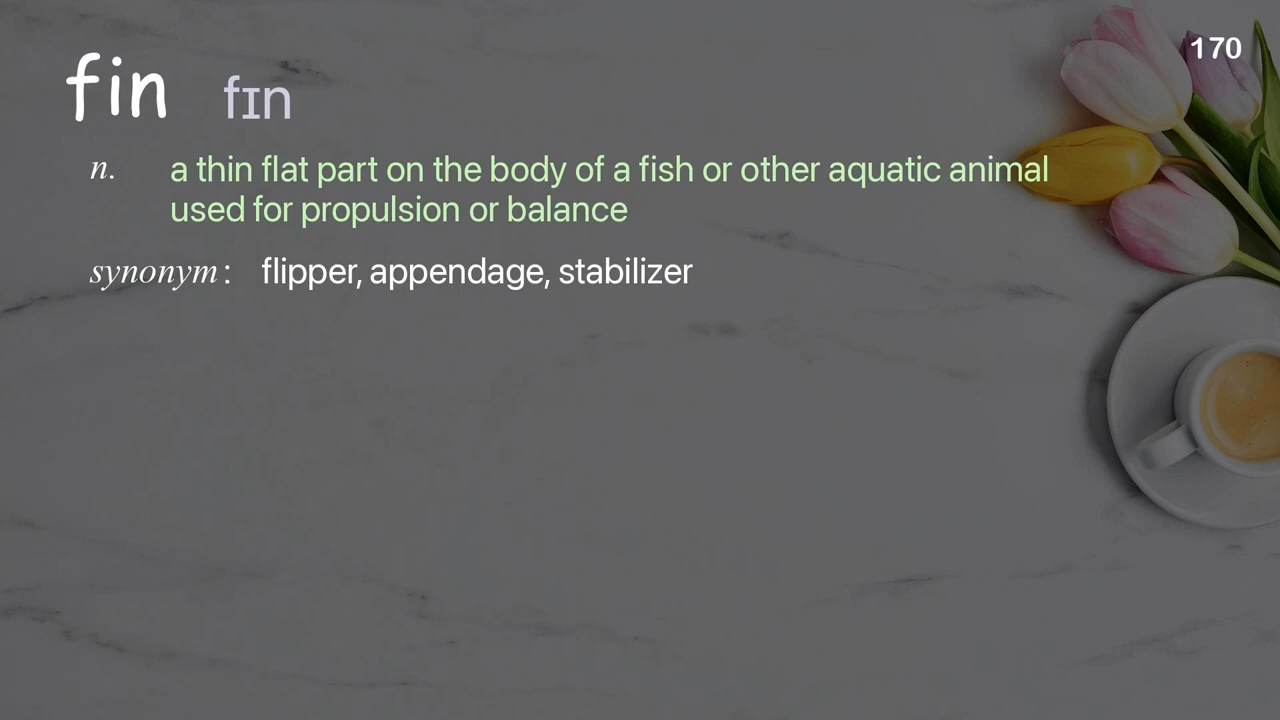 170
fin fɪn
n. a thin flat part on the body of a fish or other aquatic animal
used for propulsion or balance
synonym : flipper, appendage, stabilizer